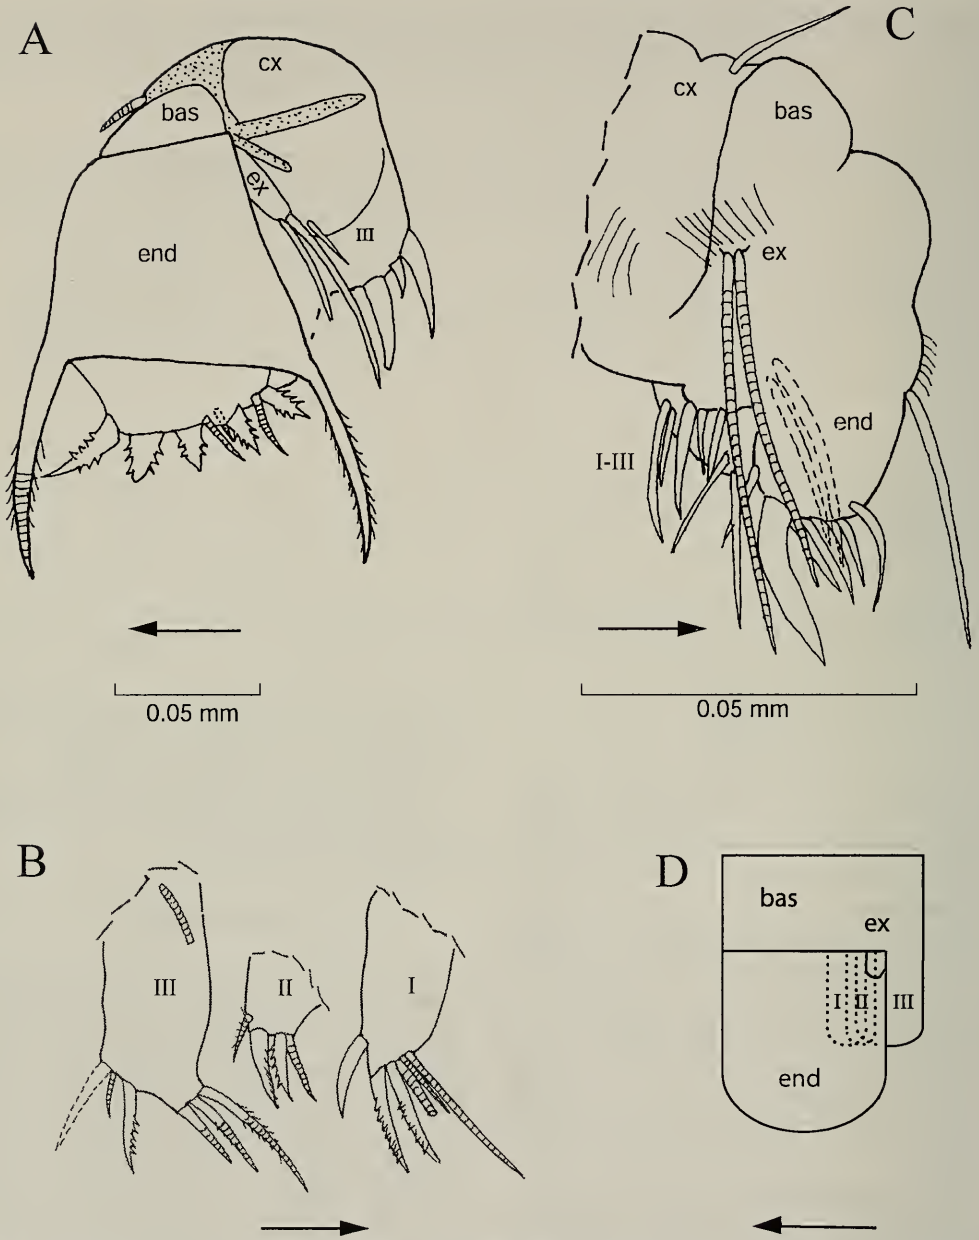 A
cx
bas
ex
III
end
0.05 mm
C
cx
bas
ex
end
I-III
0.05 mm
B
III
II
I
D
bas
ex
I
II
III
end